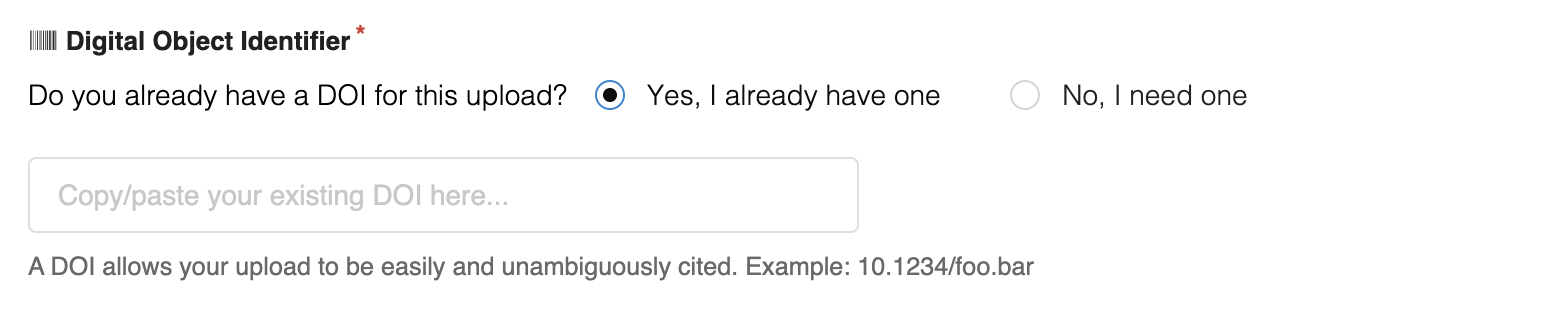 Digital Object Identifier *
Do you already have a DOI for this upload? Yes, I already have one No, I need one
Copy/paste your existing DOI here...
A DOI allows your upload to be easily and unambiguously cited. Example: 10.1234/foo.bar